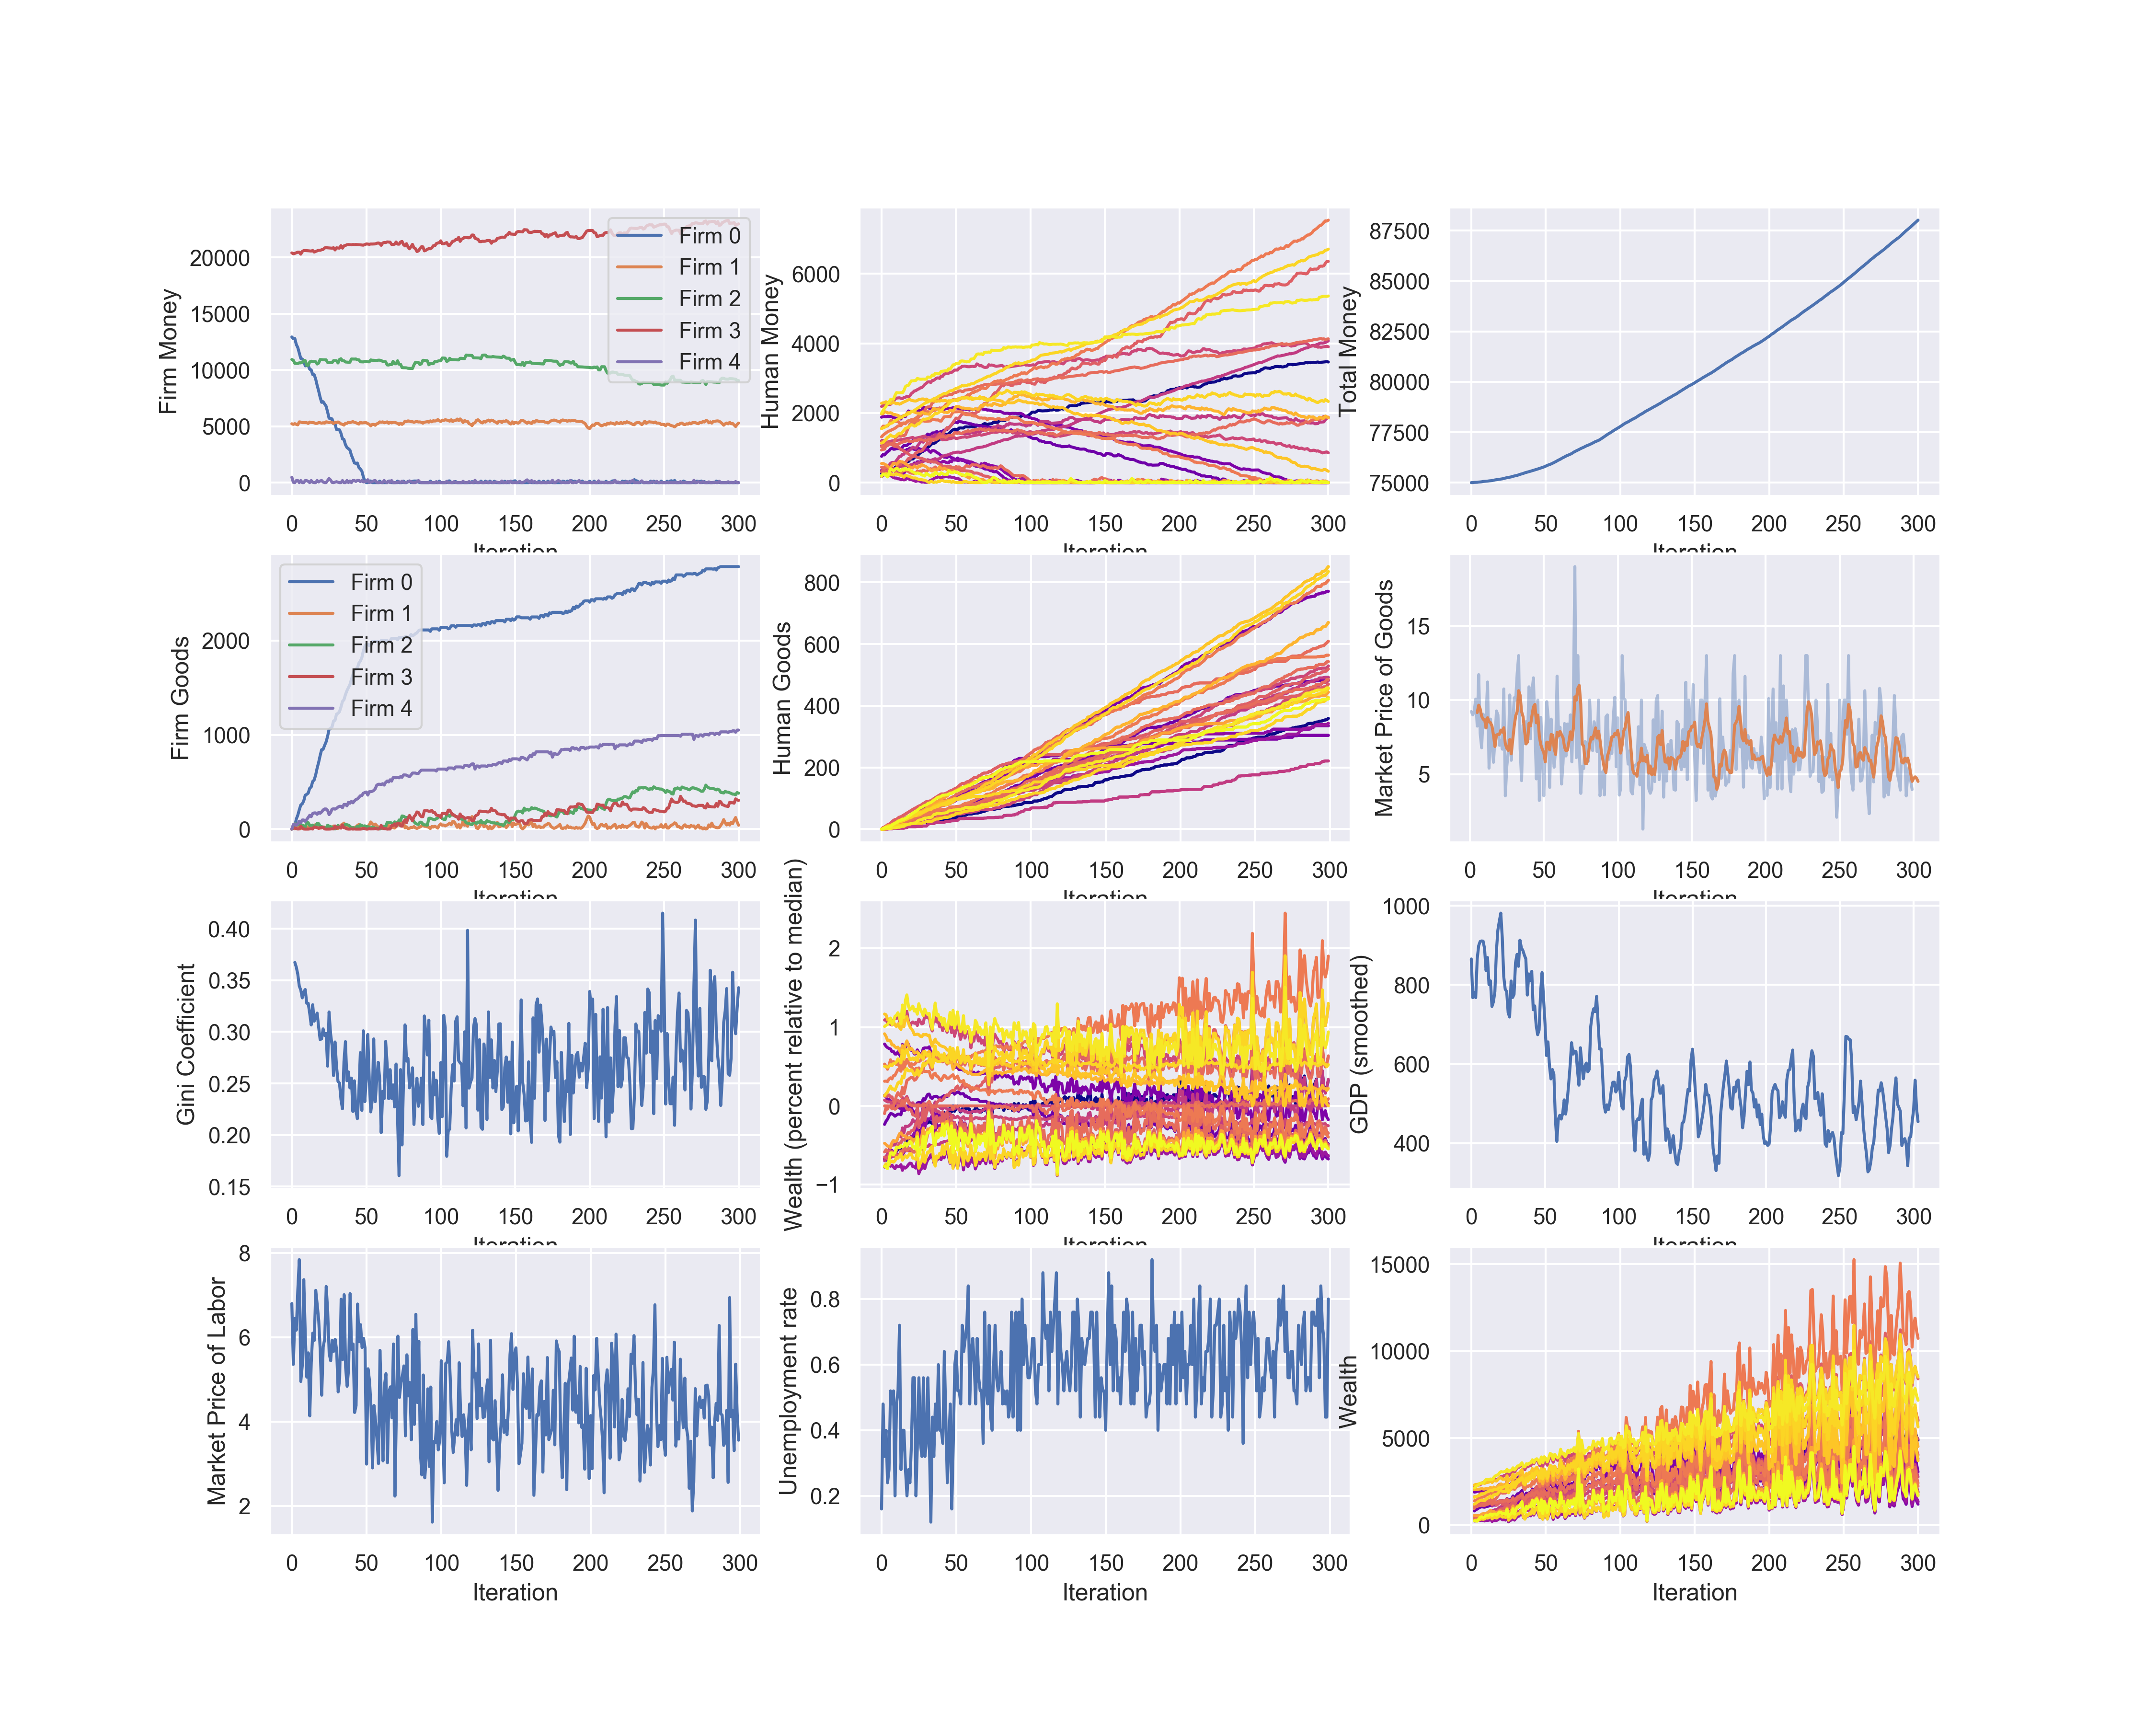 Firm Money
20000
15000
10000
5000
0
Firm 0
Firm 1
Firm 2
Firm 3
Firm 4
0 50 100 150 200 250 300
Iteration
Human Money
6000
4000
2000
0
0 50 100 150 200 250 300
Iteration
Total Money
87500
85000
82500
80000
77500
75000
0 50 100 150 200 250 300
Iteration
Firm Goods
2000
1000
0
Firm 0
Firm 1
Firm 2
Firm 3
Firm 4
0 50 100 150 200 250 300
Iteration
Human Goods
800
600
400
200
0
0 50 100 150 200 250 300
Iteration
Market Price of Goods
15
10
5
0 50 100 150 200 250 300
Iteration
Gini Coefficient
0.40
0.35
0.30
0.25
0.20
0.15
0 50 100 150 200 250 300
Iteration
Wealth (percent relative to median)
2
1
0
−1
0 50 100 150 200 250 300
Iteration
GDP (smoothed)
1000
800
600
400
0 50 100 150 200 250 300
Iteration
Market Price of Labor
8
6
4
2
0 50 100 150 200 250 300
Iteration
Unemployment rate
0.8
0.6
0.4
0.2
0 50 100 150 200 250 300
Iteration
Wealth
15000
10000
5000
0
0 50 100 150 200 250 300
Iteration